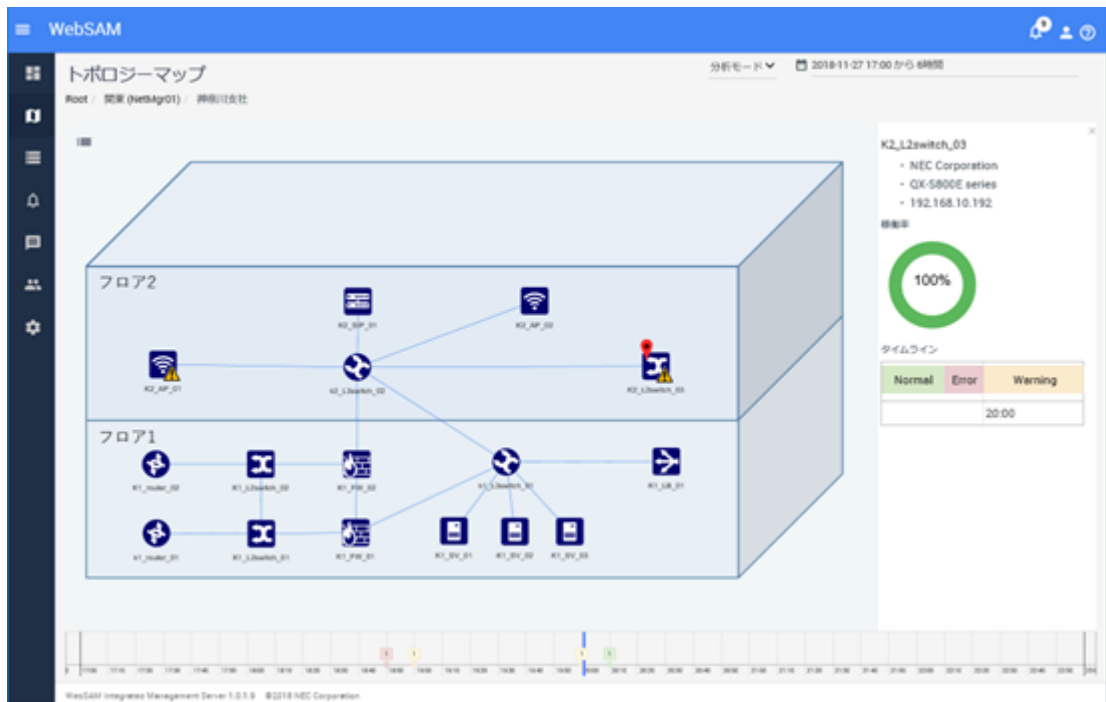 WebSAM
トポロジーマップ
分析モード
2018-11-27 17:00 から 6時間
Root / 関東 (NetMgr01) / 神奈川支社
K2_L2switch_03
- NEC Corporation
- QX-S800E series
- 192.168.10.192
稼働率
100%
タイムライン
Normal Error Warning
20:00
フロア2
K2_SIP_01
K2_AP_02
K2_AP_01
k2_L3switch_02
K2_L2switch_03
フロア1
K1_router_02
K1_L2switch_02
K1_FW_02
k1_L3switch_01
K1_LB_01
k1_router_01
K1_L2switch_01
K1_FW_01
K1_SV_01
K1_SV_02
K1_SV_03
WebSAM Integrated Management Server 1.0.1.9 ©2018 NEC Corporation